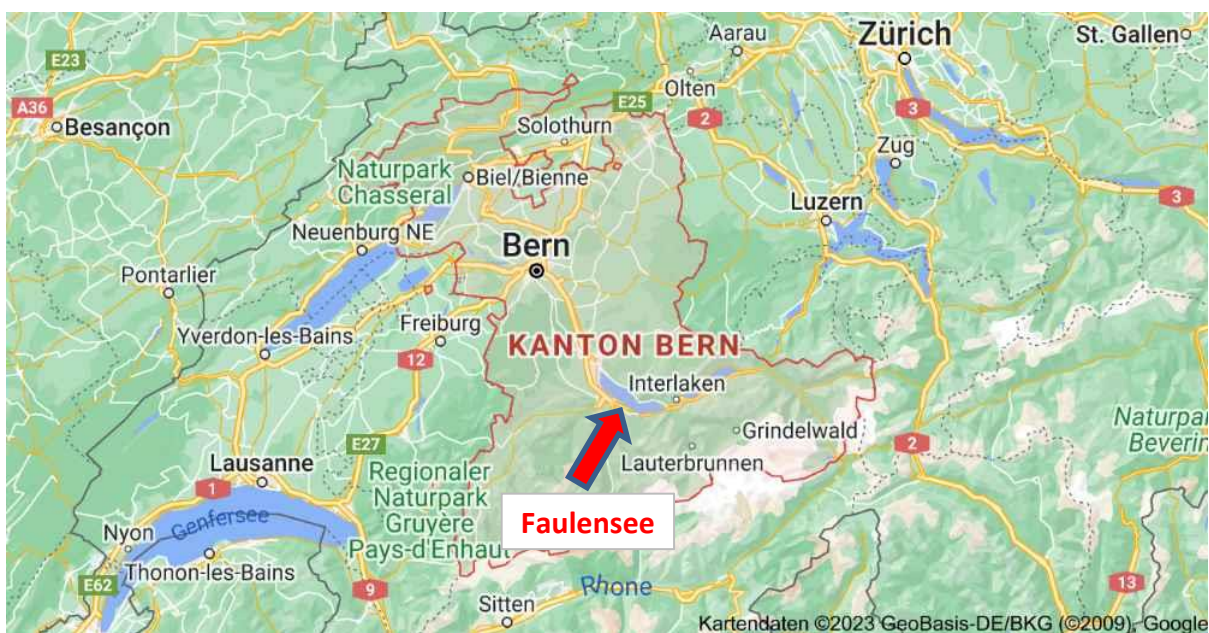 Aarau
Zürich
St. Gallen
E23
A36
Besançon
Olten
E25
2
3
Solothurn
Zug
Naturpark
Chasseral
Biel/Bienne
3
Luzern
Neuenburg NE
Bern
Pontarlier
Yverdon-les-Bains
Freiburg
KANTON BERN
12
Interlaken
Naturpar
Beverin
E27
Grindelwald
2
Lauterbrunnen
Lausanne
Regionaler
Naturpark
Gruyère
Pays-d'Enhaut
1
Genfersee
Nyon
Faulensee
Thonon-les-Bains
E62
9
Rhone
13
Sitten
Kartendaten ©2023 GeoBasis-DE/BKG (©2009), Google